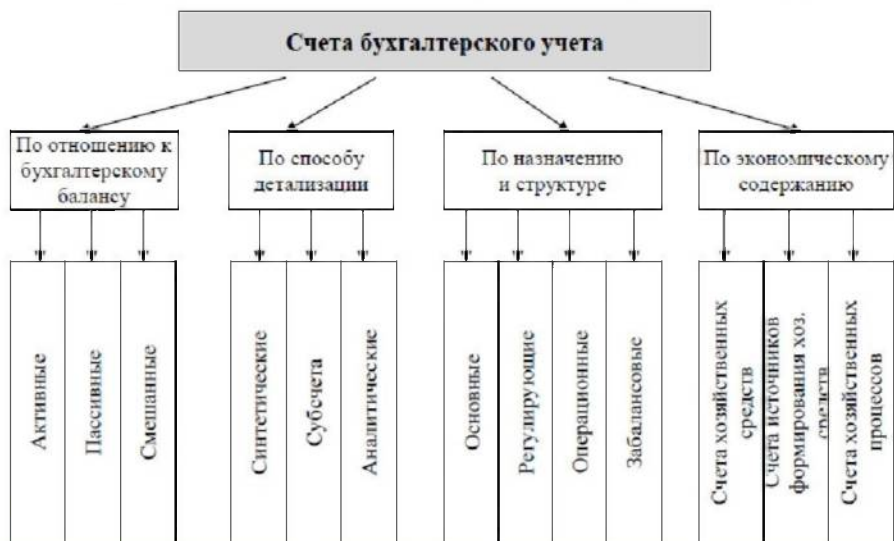 Счета бухгалтерского учета
По отношению к
бухгалтерскому
балансу
По способу
детализации
По назначению
и структуре
По экономическому
содержанию
Активные
Пассивные
Смешанные
Синтетические
Субсчета
Аналитические
Основные
Регулирующие
Операционные
Забалансовые
Счета хозяйственных
средств
Счета источников
формирования хоз.
средств
Счета хозяйственных
процессов